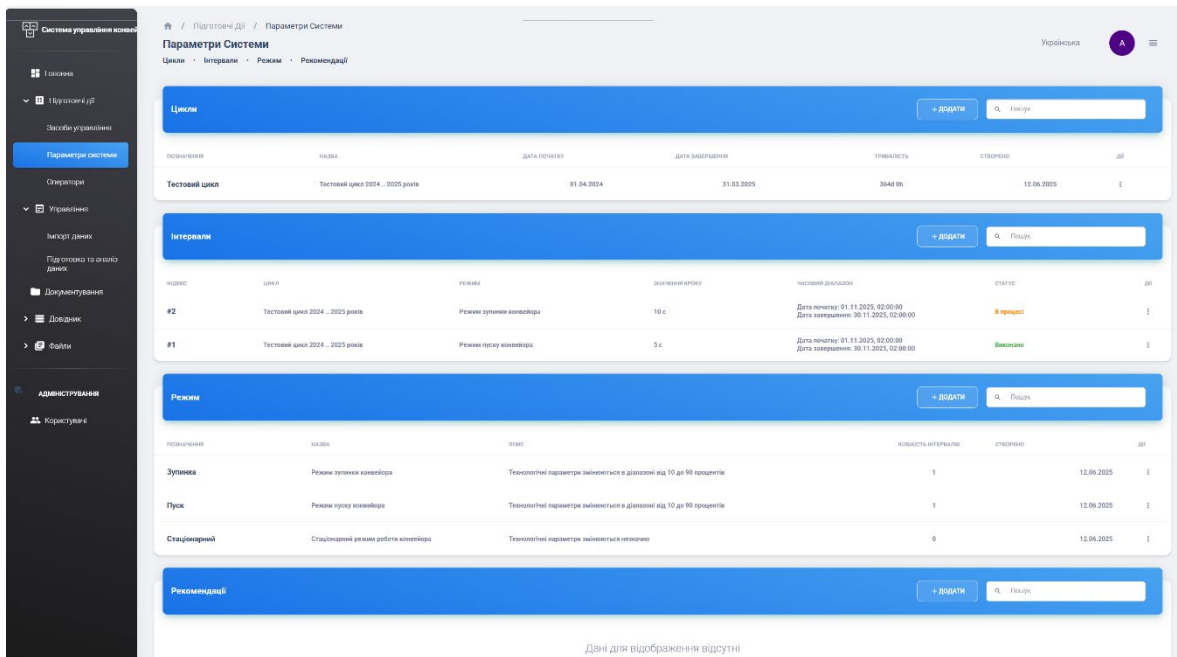 Система управління конвей
Головна
Підготовчі дії
Засоби управління
Параметри системи
Оператори
Управління
Імпорт даних
Підготовка та аналіз
даних
Документування
Довідник
Файли
АДМІНІСТРУВАННЯ
Користувачі
/ Підготовчі Дії / Параметри Системи
Параметри Системи
Цикли · Інтервали · Режим · Рекомендації
Українська
A
Цикли
+ ДОДАТИ
Пошук
ПОЗНАЧЕННЯ НАЗВА ДАТА ПОЧАТКУ ДАТА ЗАВЕРШЕННЯ ТРИВАЛІСТЬ СТВОРЕНО ДІЇ
Тестовий цикл Тестовий цикл 2024 .. 2025 років 01.04.2024 31.03.2025 364d 0h 12.06.2025
Інтервали
+ ДОДАТИ
Пошук
ІНДЕКС ЦИКЛ РЕЖИМ ЗНАЧЕННЯ КРОКУ ЧАСОВИЙ ДІАПАЗОН СТАТУС ДІЇ
#2 Тестовий цикл 2024 .. 2025 років Режим зупинки конвейора 10 с Дата початку: 01.11.2025, 02:00:00 В процесі
Дата завершення: 30.11.2025, 02:00:00
#1 Тестовий цикл 2024 .. 2025 років Режим пуску конвейора 5 с Дата початку: 01.11.2025, 02:00:00 Виконано
Дата завершення: 30.11.2025, 02:00:00
Режим
+ ДОДАТИ
Пошук
ПОЗНАЧЕННЯ НАЗВА ОПИС КІЛЬКІСТЬ ІНТЕРВАЛІВ СТВОРЕНО ДІЇ
Зупинка Режим зупинки конвейора Технологічні параметри змінюються в діапазоні від 10 до 90 процентів 1 12.06.2025
Пуск Режим пуску конвейора Технологічні параметри змінюються в діапазоні від 10 до 90 процентів 1 12.06.2025
Стаціонарний Стаціонарний режим роботи конвейора Технологічні параметри змінюються незначно 0 12.06.2025
Рекомендації
+ ДОДАТИ
Пошук
Дані для відображення відсутні